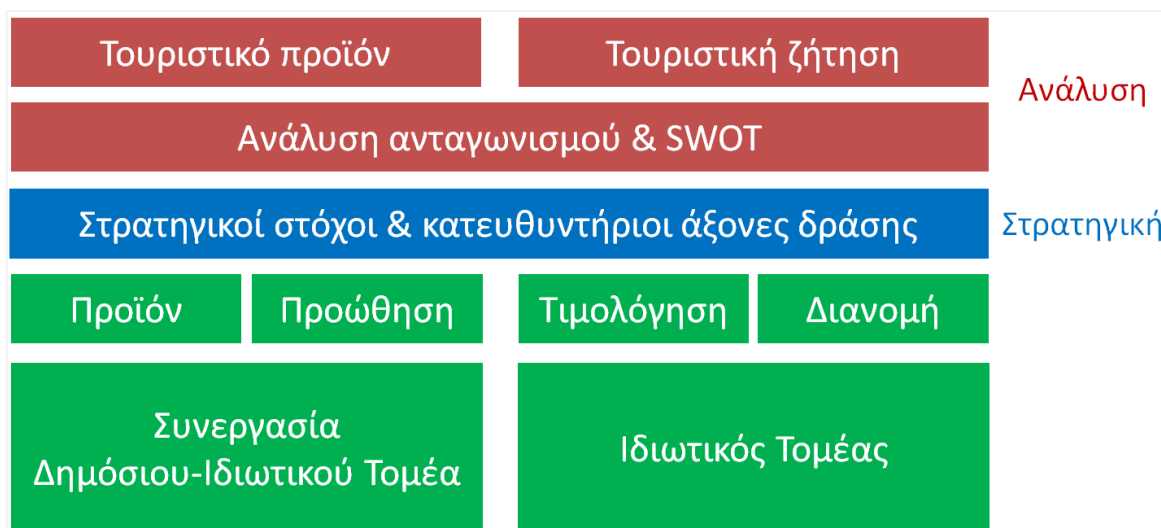 Τουριστικό προϊόν
Τουριστική ζήτηση
Ανάλυση
Ανάλυση ανταγωνισμού & SWOT
Στρατηγικοί στόχοι & κατευθυντήριοι άξονες δράσης
Στρατηγική
Προϊόν
Προώθηση
Τιμολόγηση
Διανομή
Συνεργασία
Δημόσιου-Ιδιωτικού Τομέα
Ιδιωτικός Τομέας